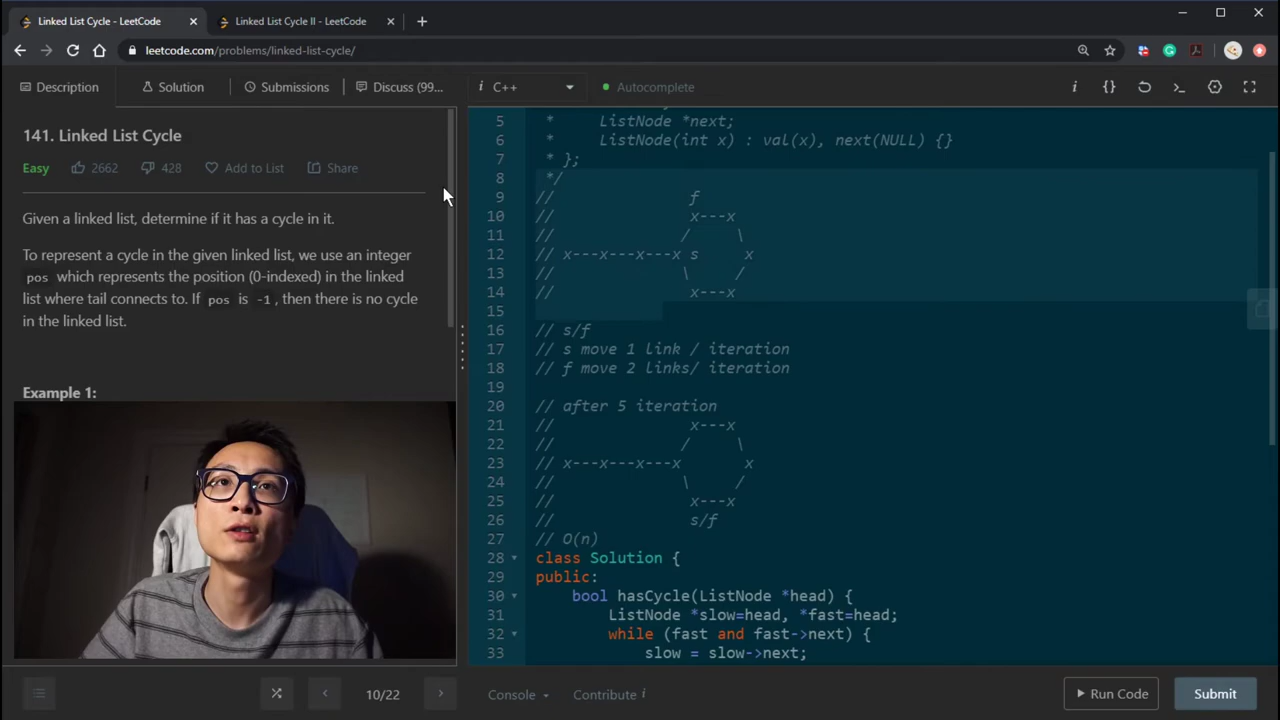 Linked List Cycle - LeetCode
Linked List Cycle II - LeetCode
leetcode.com/problems/linked-list-cycle/
Description
Solution
Submissions
Discuss (99...
i C++
Autocomplete
141. Linked List Cycle
Easy
2662
428
Add to List
Share
Given a linked list, determine if it has a cycle in it.
To represent a cycle in the given linked list, we use an integer
pos which represents the position (0-indexed) in the linked
list where tail connects to. If pos is -1, then there is no cycle
in the linked list.
Example 1:
5 * ListNode *next;
6 * ListNode(int x) : val(x), next(NULL) {}
7 * };
8 */
9 // f
10 // x---x
11 // / \
12 // x---x---x---x s x
13 // \ /
14 // x---x
15
16 // s/f
17 // s move 1 link / iteration
18 // f move 2 links/ iteration
19
20 // after 5 iteration
21 // x---x
22 // / \
23 // x---x---x---x x
24 // \ /
25 // x---x
26 // s/f
27 // O(n)
28 class Solution {
29 public:
30 bool hasCycle(ListNode *head) {
31 ListNode *slow=head, *fast=head;
32 while (fast and fast->next) {
33 slow = slow->next;
10/22
Console
Contribute i
Run Code
Submit